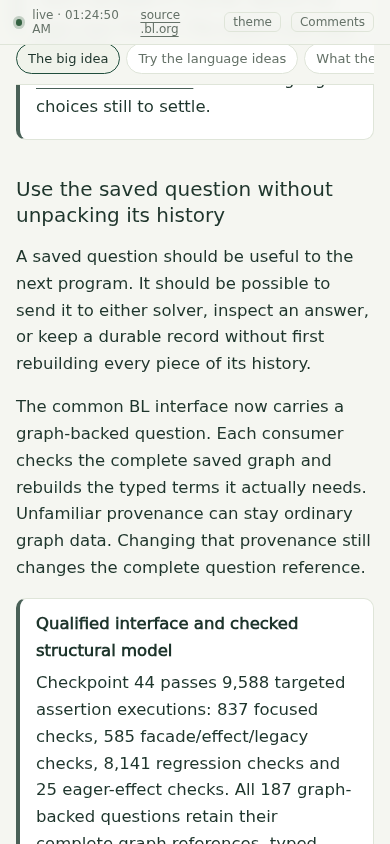 live · 01:24:50 AM
source.bl.org
theme
Comments
The big idea
Try the language ideas
What the
choices still to settle.
Use the saved question without
unpacking its history
A saved question should be useful to the
next program. It should be possible to
send it to either solver, inspect an answer,
or keep a durable record without first
rebuilding every piece of its history.
The common BL interface now carries a
graph-backed question. Each consumer
checks the complete saved graph and
rebuilds the typed terms it actually needs.
Unfamiliar provenance can stay ordinary
graph data. Changing that provenance still
changes the complete question reference.
Qualified interface and checked
structural model
Checkpoint 44 passes 9,588 targeted
assertion executions: 837 focused
checks, 585 facade/effect/legacy
checks, 8,141 regression checks and
25 eager-effect checks. All 187 graph-
backed questions retain their
complete graph references, typed